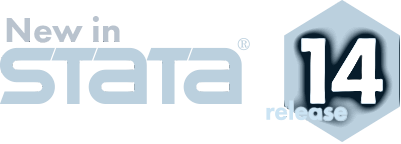 New in
STATA®
14
release